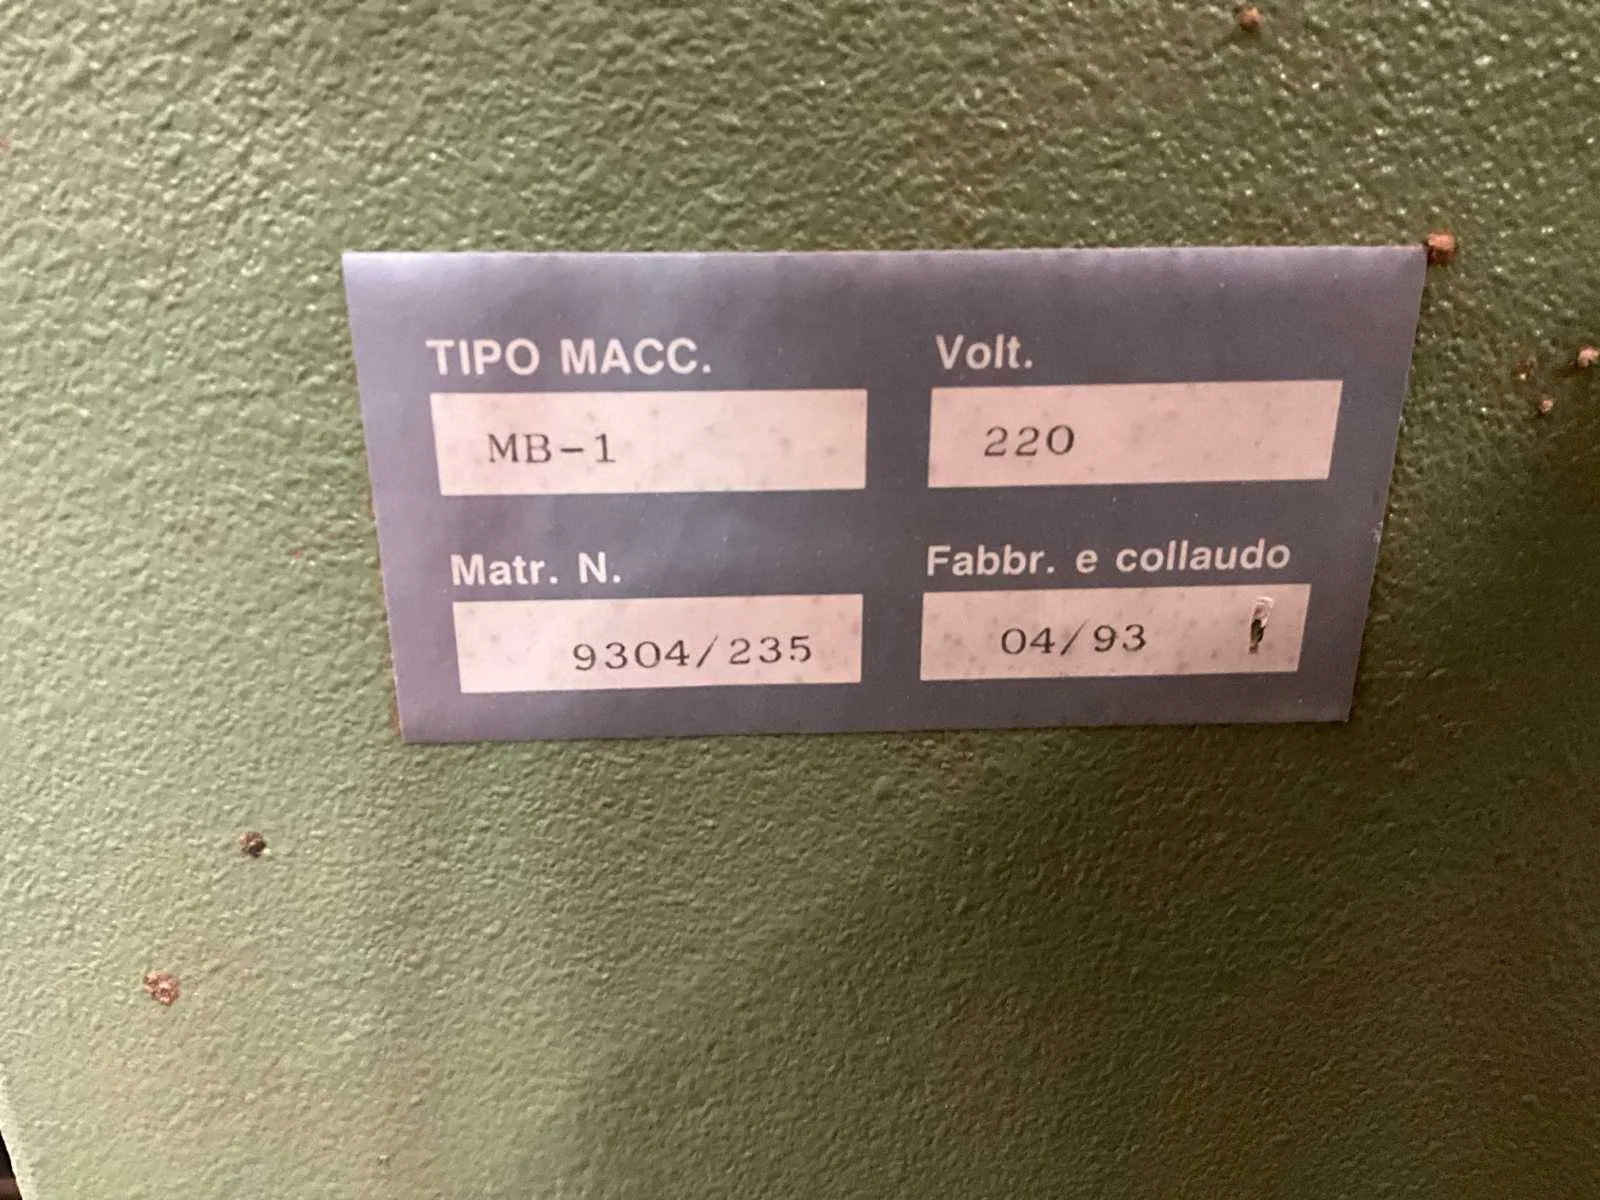 TIPO MACC.
Volt.
MB-1
220
Matr. N.
Fabbr. e collaudo
9304/235
04/93